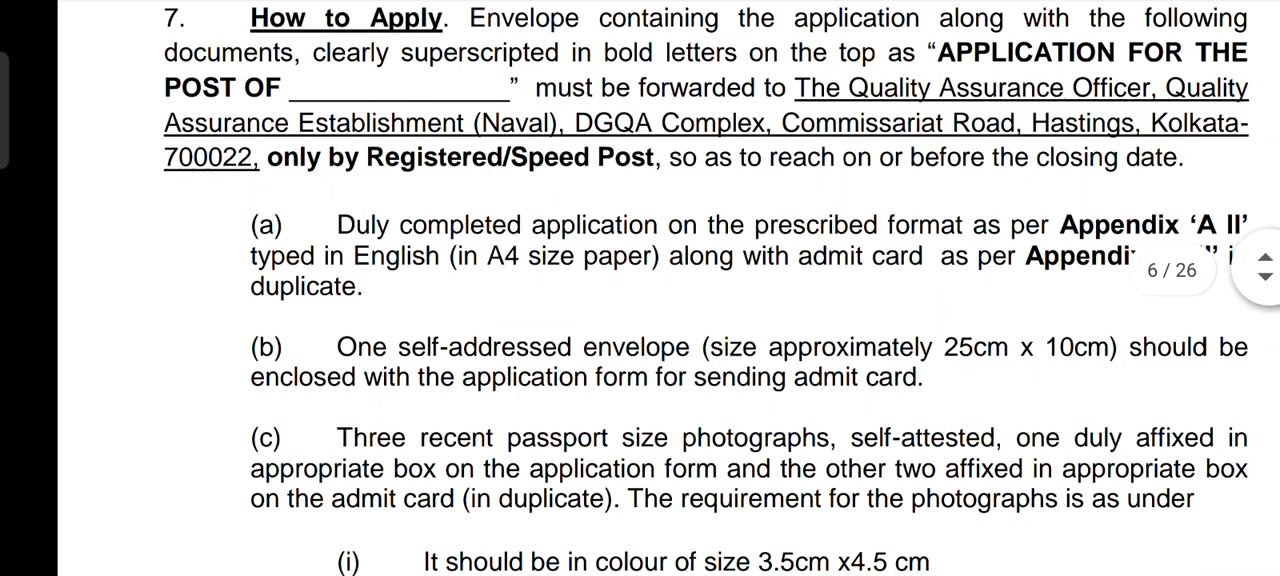 7. How to Apply. Envelope containing the application along with the following
documents, clearly superscripted in bold letters on the top as “APPLICATION FOR THE
POST OF ________________” must be forwarded to The Quality Assurance Officer, Quality
Assurance Establishment (Naval), DGQA Complex, Commissariat Road, Hastings, Kolkata-
700022, only by Registered/Speed Post, so as to reach on or before the closing date.
(a) Duly completed application on the prescribed format as per Appendix ‘A II’
typed in English (in A4 size paper) along with admit card as per
duplicate.
6 / 26
(b) One self-addressed envelope (size approximately 25cm x 10cm) should be
enclosed with the application form for sending admit card.
(c) Three recent passport size photographs, self-attested, one duly affixed in
appropriate box on the application form and the other two affixed in appropriate box
on the admit card (in duplicate). The requirement for the photographs is as under
(i) It should be in colour of size 3.5cm x4.5 cm